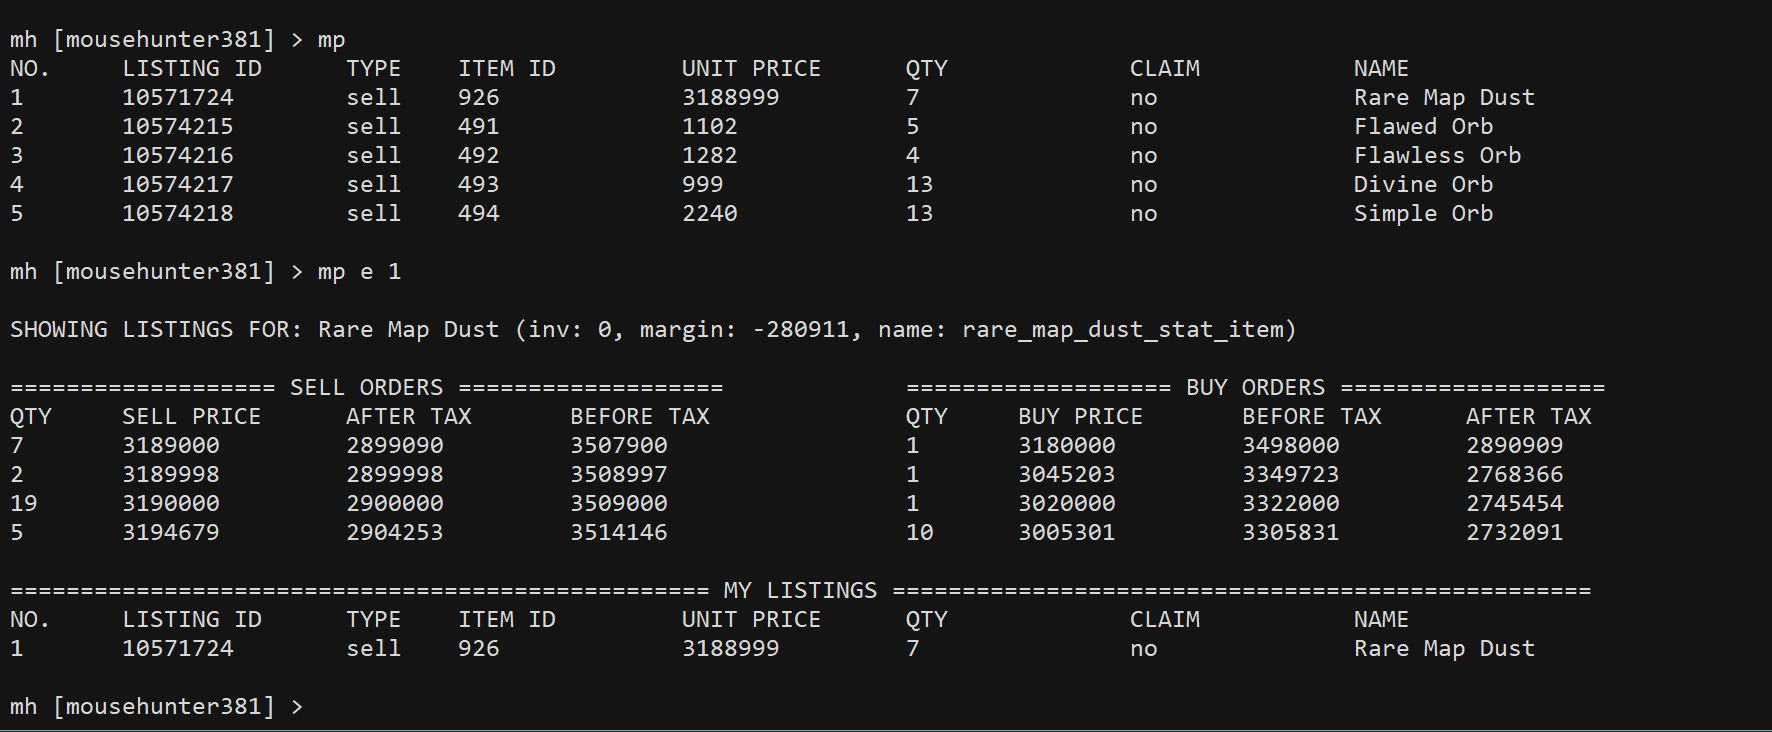 mh [mousehunter381] > mp
NO. LISTING ID TYPE ITEM ID UNIT PRICE QTY CLAIM NAME
1 10571724 sell 926 3188999 7 no Rare Map Dust
2 10574215 sell 491 1102 5 no Flawed Orb
3 10574216 sell 492 1282 4 no Flawless Orb
4 10574217 sell 493 999 13 no Divine Orb
5 10574218 sell 494 2240 13 no Simple Orb
mh [mousehunter381] > mp e 1
SHOWING LISTINGS FOR: Rare Map Dust (inv: 0, margin: -280911, name: rare_map_dust_stat_item)
=================== SELL ORDERS =================== =================== BUY ORDERS ===================
QTY SELL PRICE AFTER TAX BEFORE TAX QTY BUY PRICE BEFORE TAX AFTER TAX
7 3189000 2899090 3507900 1 3180000 3498000 2890909
2 3189998 2899998 3508997 1 3045203 3349723 2768366
19 3190000 2900000 3509000 1 3020000 3322000 2745454
5 3194679 2904253 3514146 10 3005301 3305831 2732091
================================================== MY LISTINGS ==================================================
NO. LISTING ID TYPE ITEM ID UNIT PRICE QTY CLAIM NAME
1 10571724 sell 926 3188999 7 no Rare Map Dust
mh [mousehunter381] >